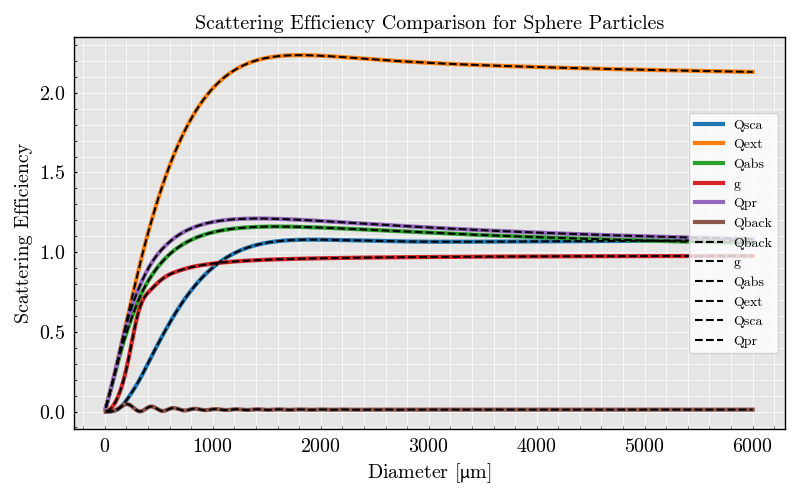 Scattering Efficiency Comparison for Sphere Particles
Scattering Efficiency
2.0
1.5
1.0
0.5
0.0
Qsca
Qext
Qabs
g
Qpr
Qback
Qback
g
Qabs
Qext
Qsca
Qpr
0 1000 2000 3000 4000 5000 6000
Diameter [μm]